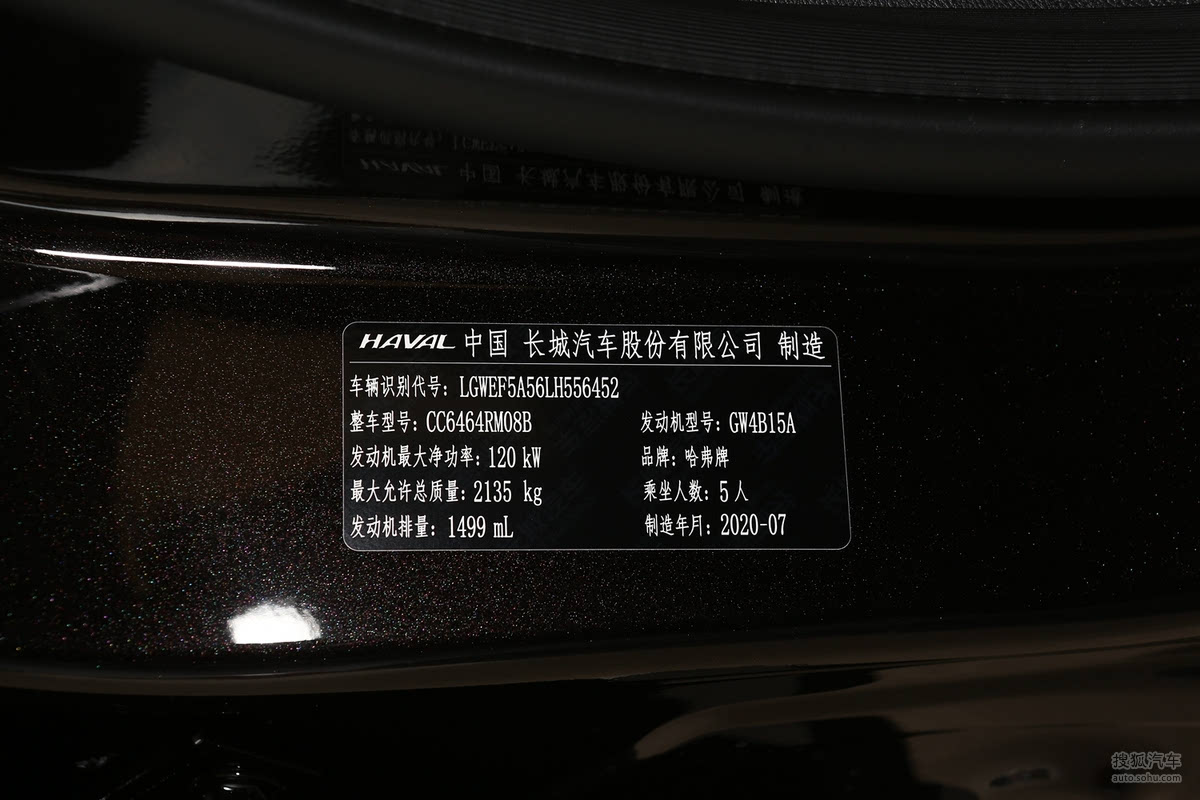 HAVAL 中国 长城汽车股份有限公司 制造
车辆识别代号：LGWEF5A56LH556452
整车型号：CC6464RM08B 发动机型号：GW4B15A
发动机最大净功率：120 kW 品牌：哈弗牌
最大允许总质量：2135 kg 乘坐人数：5人
发动机排量：1499 mL 制造年月：2020-07
搜狐汽车
auto.sohu.com